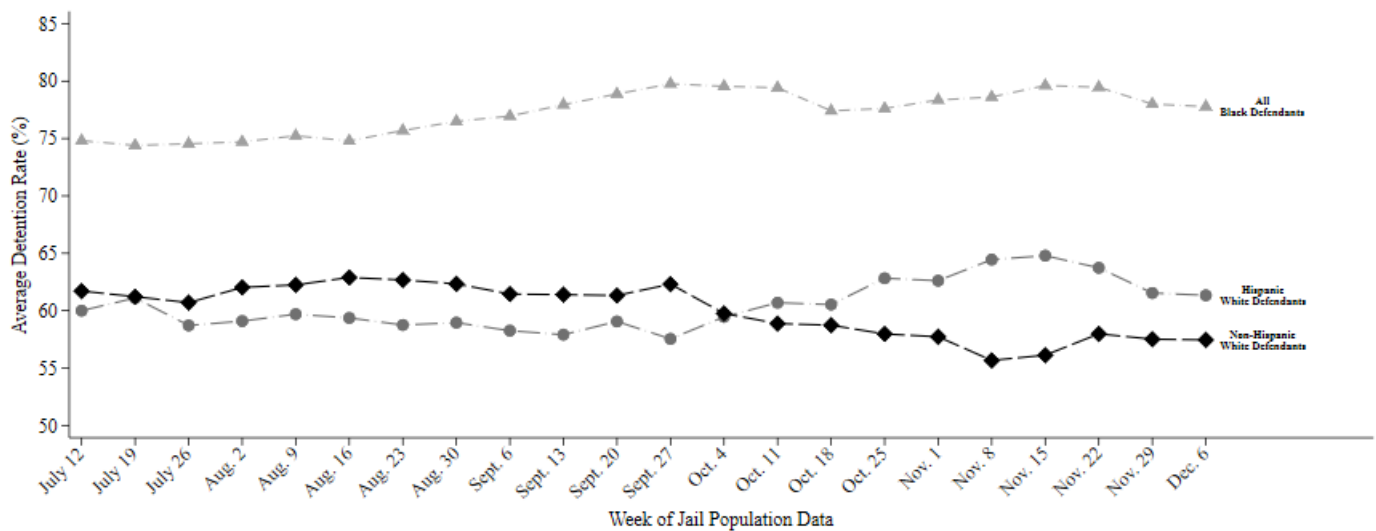 85
80
75
70
65
60
55
50
Average Detention Rate (%)
All
Black Defendants
Hispanic
White Defendants
Non-Hispanic
White Defendants
July 12
July 19
July 26
Aug. 2
Aug. 9
Aug. 16
Aug. 23
Aug. 30
Sept. 6
Sept. 13
Sept. 20
Sept. 27
Oct. 4
Oct. 11
Oct. 18
Oct. 25
Nov. 1
Nov. 8
Nov. 15
Nov. 22
Nov. 29
Dec. 6
Week of Jail Population Data